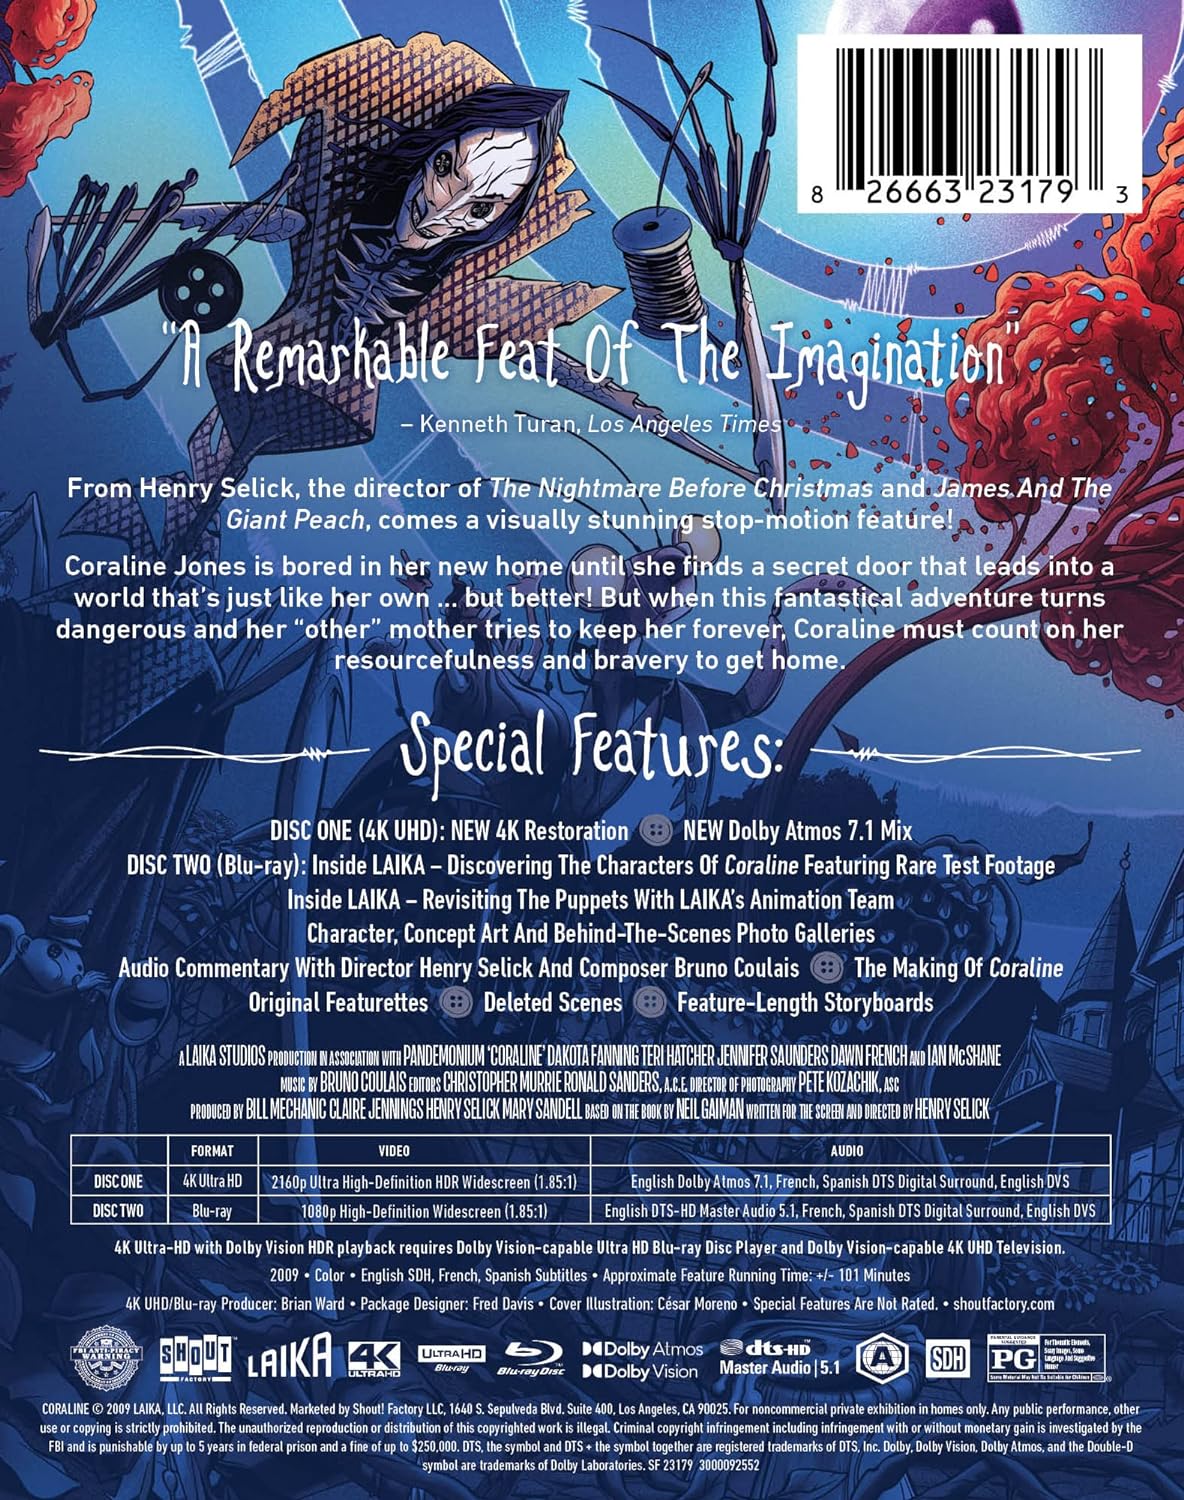 8 26663 23179 3
"A Remarkable Feat Of The Imagination"
– Kenneth Turan, Los Angeles Times
From Henry Selick, the director of The Nightmare Before Christmas and James And The
Giant Peach, comes a visually stunning stop-motion feature!
Coraline Jones is bored in her new home until she finds a secret door that leads into a
world that's just like her own ... but better! But when this fantastical adventure turns
dangerous and her "other" mother tries to keep her forever, Coraline must count on her
resourcefulness and bravery to get home.
Special Features:
DISC ONE (4K UHD): NEW 4K Restoration NEW Dolby Atmos 7.1 Mix
DISC TWO (Blu-ray): Inside LAIKA – Discovering The Characters Of Coraline Featuring Rare Test Footage
Inside LAIKA – Revisiting The Puppets With LAIKA's Animation Team
Character, Concept Art And Behind-The-Scenes Photo Galleries
Audio Commentary With Director Henry Selick And Composer Bruno Coulais The Making Of Coraline
Original Featurettes Deleted Scenes Feature-Length Storyboards
A LAIKA STUDIOS PRODUCTION IN ASSOCIATION WITH PANDEMONIUM 'CORALINE' DAKOTA FANNING TERI HATCHER JENNIFER SAUNDERS DAWN FRENCH AND IAN McSHANE
MUSIC BY BRUNO COULAIS EDITORS CHRISTOPHER MURRIE RONALD SANDERS, A.C.E. DIRECTOR OF PHOTOGRAPHY PETE KOZACHIK, ASC
PRODUCED BY BILL MECHANIC CLAIRE JENNINGS HENRY SELICK MARY SANDELL BASED ON THE BOOK BY NEIL GAIMAN WRITTEN FOR THE SCREEN AND DIRECTED BY HENRY SELICK
FORMAT VIDEO AUDIO
DISC ONE 4K Ultra HD 2160p Ultra High-Definition HDR Widescreen (1.85:1) English Dolby Atmos 7.1, French, Spanish DTS Digital Surround, English DVS
DISC TWO Blu-ray 1080p High-Definition Widescreen (1.85:1) English DTS-HD Master Audio 5.1, French, Spanish DTS Digital Surround, English DVS
4K Ultra-HD with Dolby Vision HDR playback requires Dolby Vision-capable Ultra HD Blu-ray Disc Player and Dolby Vision-capable 4K UHD Television.
2009 • Color • English SDH, French, Spanish Subtitles • Approximate Feature Running Time: +/- 101 Minutes
4K UHD/Blu-ray Producer: Brian Ward • Package Designer: Fred Davis • Cover Illustration: César Moreno • Special Features Are Not Rated. • shoutfactory.com
FBI ANTI-PIRACY WARNING
SHOUT! FACTORY
LAIKA
4K ULTRA HD
ULTRA HD Blu-ray
Blu-ray Disc
Dolby Atmos
Dolby Vision
dts-HD Master Audio | 5.1
A
SDH
PARENTAL GUIDANCE SUGGESTED
PG
For Thematic Elements, Scary Images, Some Language And Suggestive Humor
Some Material May Not Be Suitable for Children
CORALINE © 2009 LAIKA, LLC. All Rights Reserved. Marketed by Shout! Factory LLC, 1640 S. Sepulveda Blvd. Suite 400, Los Angeles, CA 90025. For noncommercial private exhibition in homes only. Any public performance, other
use or copying is strictly prohibited. The unauthorized reproduction or distribution of this copyrighted work is illegal. Criminal copyright infringement including infringement with or without monetary gain is investigated by the
FBI and is punishable by up to 5 years in federal prison and a fine of up to $250,000. DTS, the symbol and DTS + the symbol together are registered trademarks of DTS, Inc. Dolby, Dolby Vision, Dolby Atmos, and the Double-D
symbol are trademarks of Dolby Laboratories. SF 23179 3000092552